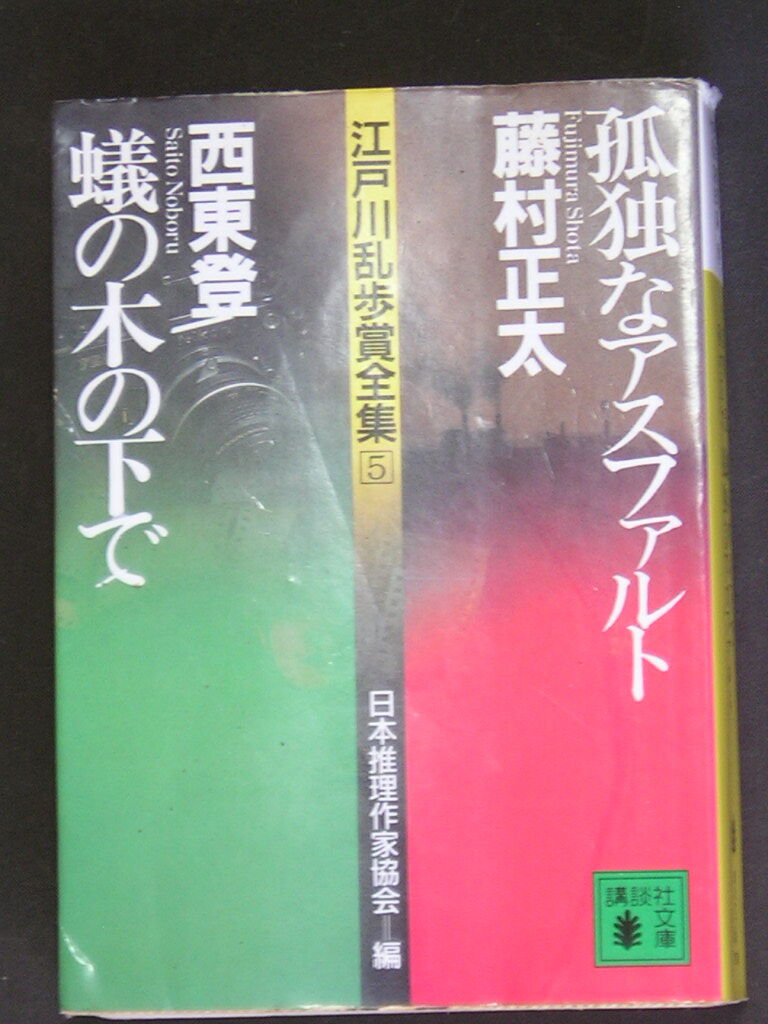 孤独なアスファルト
Fujimura Shota
藤村正太
江戸川乱歩賞全集5
日本推理作家協会=編
西東登
Saito Noboru
蟻の木の下で
講談社
文庫